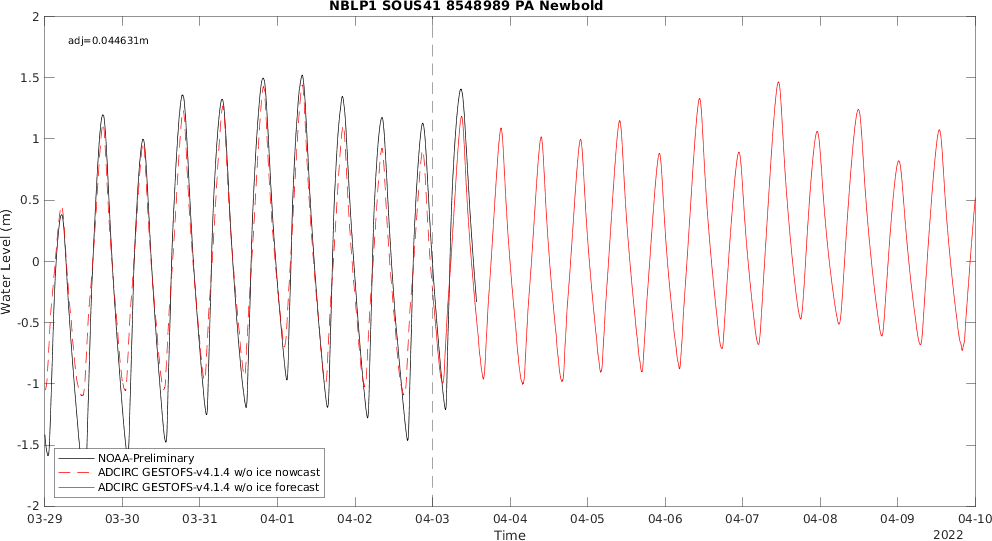 NBLP1 SOUS41 8548989 PA Newbold
adj=0.044631m
2
1.5
1
0.5
0
-0.5
-1
-1.5
-2
Water Level (m)
NOAA-Preliminary
ADCIRC GESTOFS-v4.1.4 w/o ice nowcast
ADCIRC GESTOFS-v4.1.4 w/o ice forecast
03-29 03-30 03-31 04-01 04-02 04-03 04-04 04-05 04-06 04-07 04-08 04-09 04-10
Time
2022